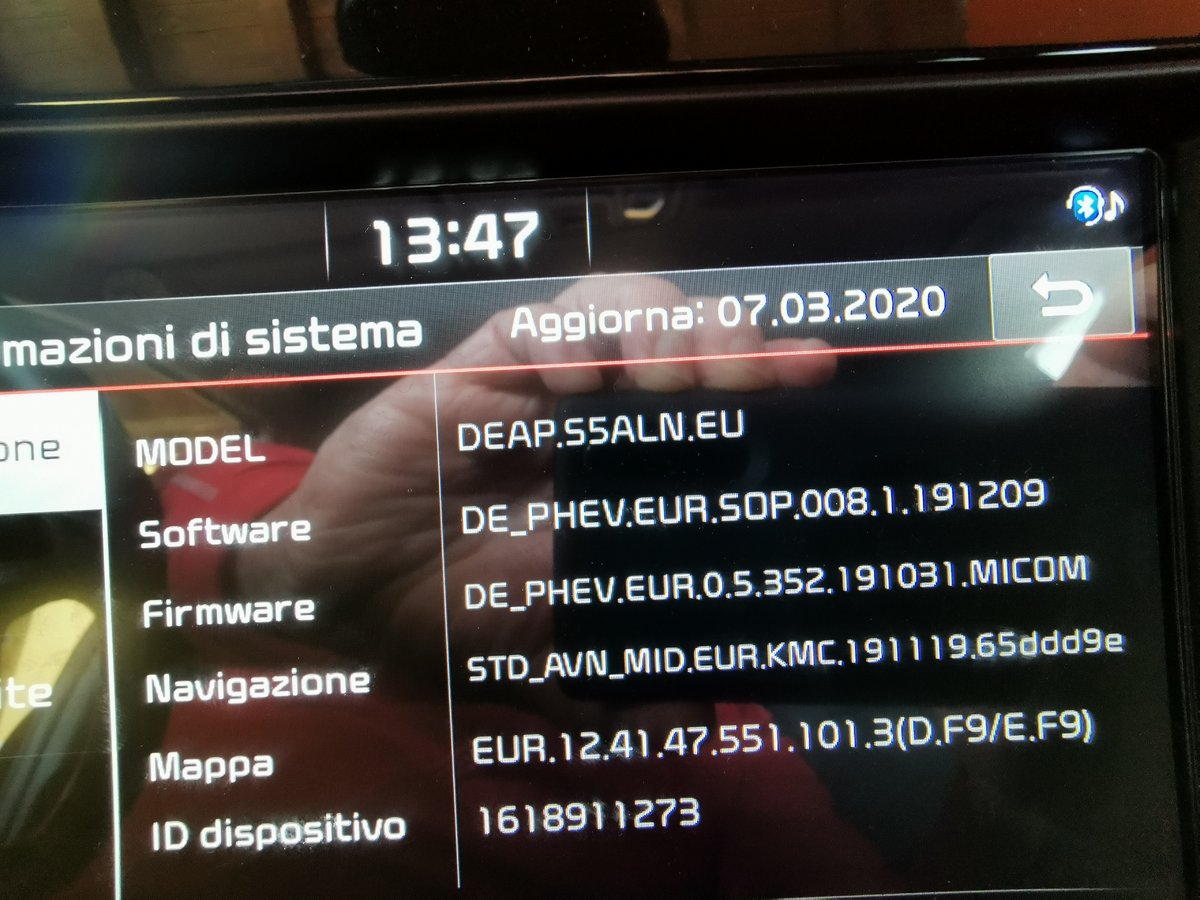 13:47
mazioni di sistema
Aggiorna: 07.03.2020
one
MODEL
DEAP.S5ALN.EU
Software
DE_PHEV.EUR.SOP.008.1.191209
Firmware
DE_PHEV.EUR.0.5.352.191031.MICOM
Navigazione
STD_AVN_MID.EUR.KMC.191119.65ddd9e
ite
Mappa
EUR.12.41.47.551.101.3(D.F9/E.F9)
ID dispositivo
1618911273